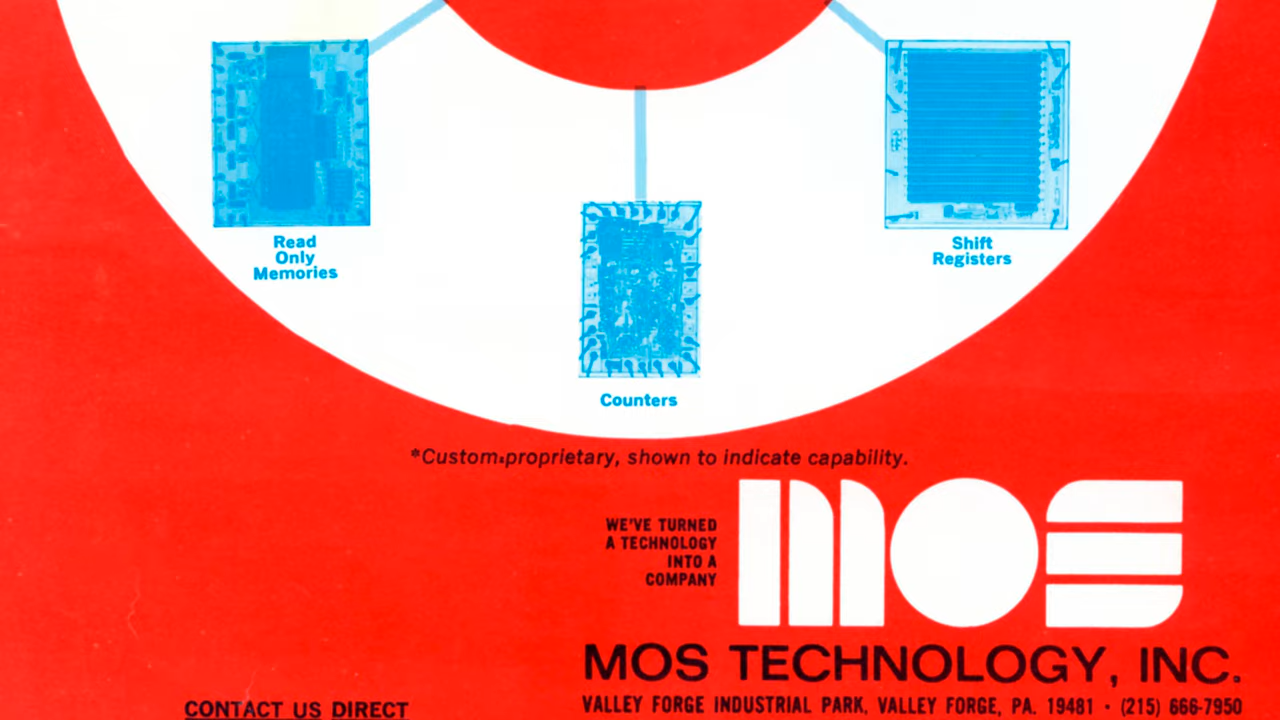 Read
Only
Memories
Shift
Registers
Counters
*Custom-proprietary, shown to indicate capability.
WE'VE TURNED
A TECHNOLOGY
INTO A
COMPANY
mos
MOS TECHNOLOGY, INC.
VALLEY FORGE INDUSTRIAL PARK, VALLEY FORGE, PA. 19481 • (215) 666-7950
CONTACT US DIRECT